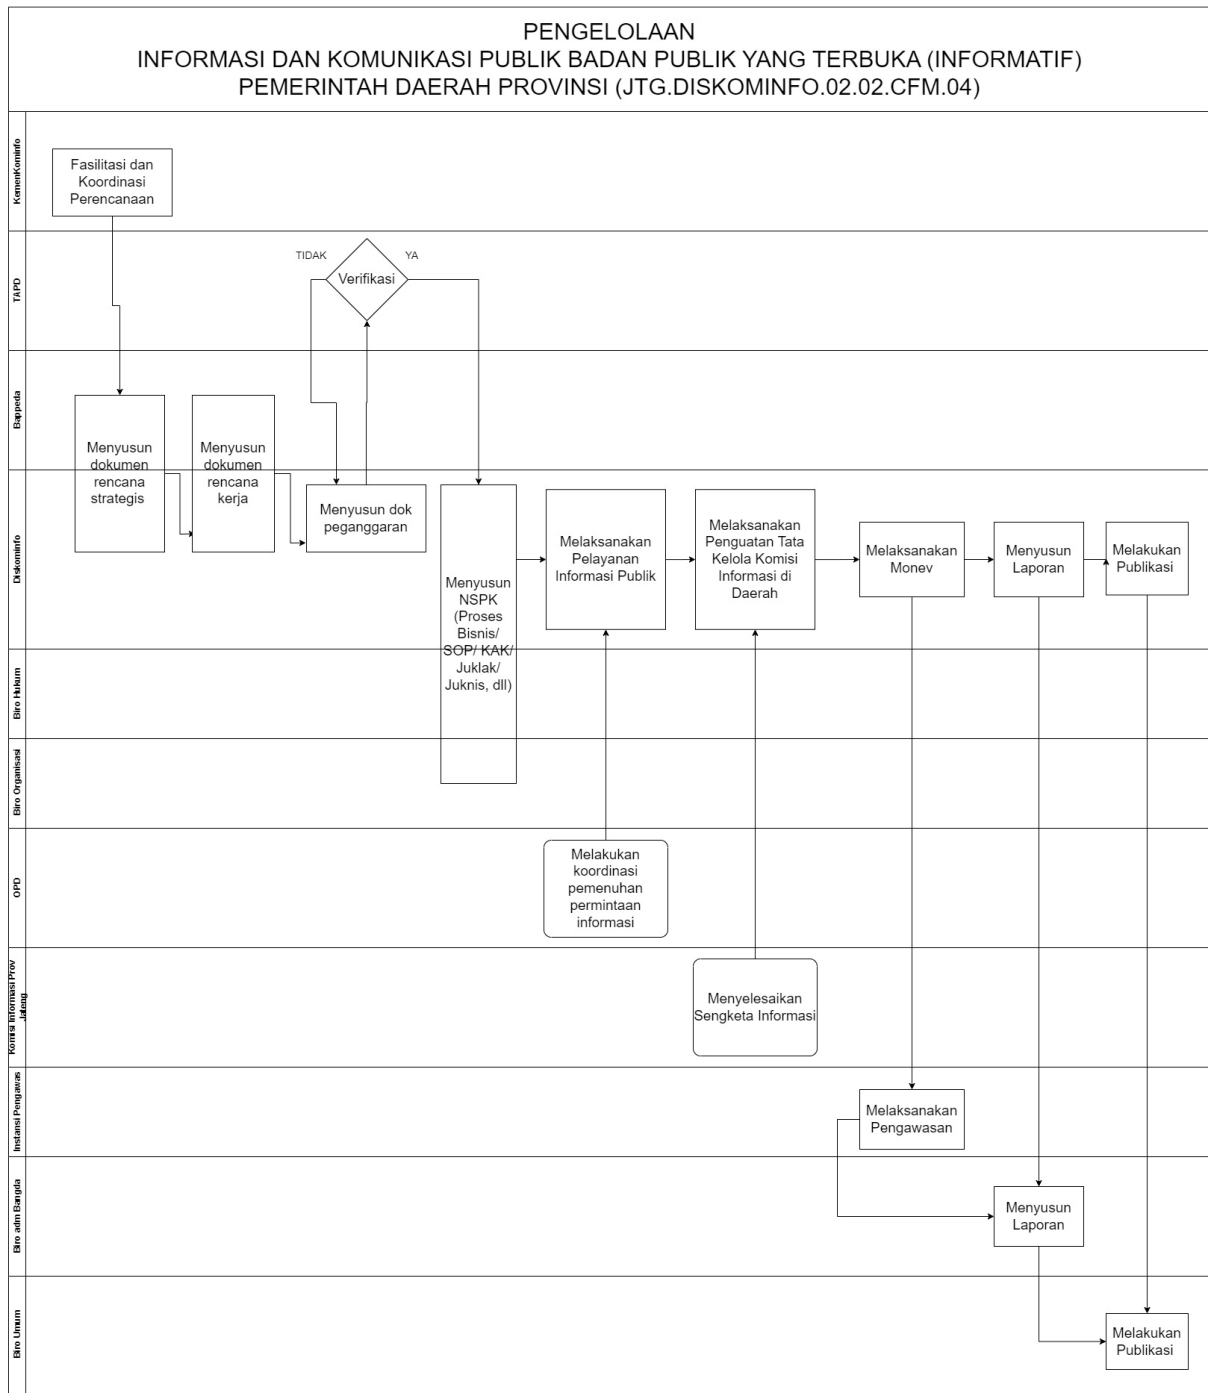 PENGELOLAAN
INFORMASI DAN KOMUNIKASI PUBLIK BADAN PUBLIK YANG TERBUKA (INFORMATIF)
PEMERINTAH DAERAH PROVINSI (JTG.DISKOMINFO.02.02.CFM.04)
KemenKominfo
Fasilitasi dan
Koordinasi
Perencanaan
TAPD
TIDAK
Verifikasi
YA
Bappeda
Menyusun
dokumen
rencana
strategis
Menyusun
dokumen
rencana
kerja
Diskominfo
Menyusun dok
peganggaran
Menyusun
NSPK
(Proses
Bisnis/
SOP/ KAK/
Juklak/
Juknis, dll)
Melaksanakan
Pelayanan
Informasi Publik
Melaksanakan
Penguatan Tata
Kelola Komisi
Informasi di
Daerah
Melaksanakan
Monev
Menyusun
Laporan
Melakukan
Publikasi
Biro Hukum
Biro Organisasi
OPD
Melakukan
koordinasi
pemenuhan
permintaan
informasi
Komisi Informasi Prov
Jateng
Menyelesaikan
Sengketa Informasi
Instansi Pengawas
Melaksanakan
Pengawasan
Biro adm Bangda
Menyusun
Laporan
Biro Umum
Melakukan
Publikasi